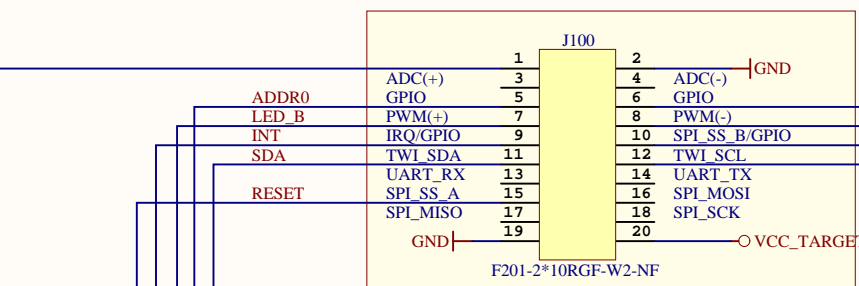 J100
1 2 GND
ADC(+) 3 4 ADC(-)
ADDR0 GPIO 5 6 GPIO
LED_B PWM(+) 7 8 PWM(-)
INT IRQ/GPIO 9 10 SPI_SS_B/GPIO
SDA TWI_SDA 11 12 TWI_SCL
UART_RX 13 14 UART_TX
RESET SPI_SS_A 15 16 SPI_MOSI
SPI_MISO 17 18 SPI_SCK
GND 19 20 VCC_TARGE
F201-2*10RGF-W2-NF